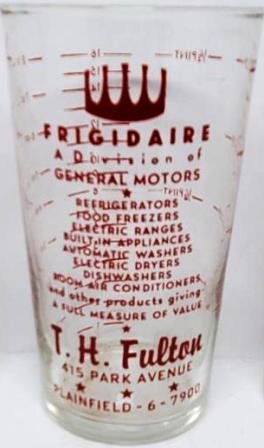 FRIGIDAIRE
A Division of
GENERAL MOTORS
REFRIGERATORS
FOOD FREEZERS
ELECTRIC RANGES
BUILT-IN APPLIANCES
AUTOMATIC WASHERS
ELECTRIC DRYERS
DISHWASHERS
ROOM AIR CONDITIONERS
and other products giving
A FULL MEASURE OF VALUE
T. H. Fulton
415 PARK AVENUE
PLAINFIELD - 6 - 7900